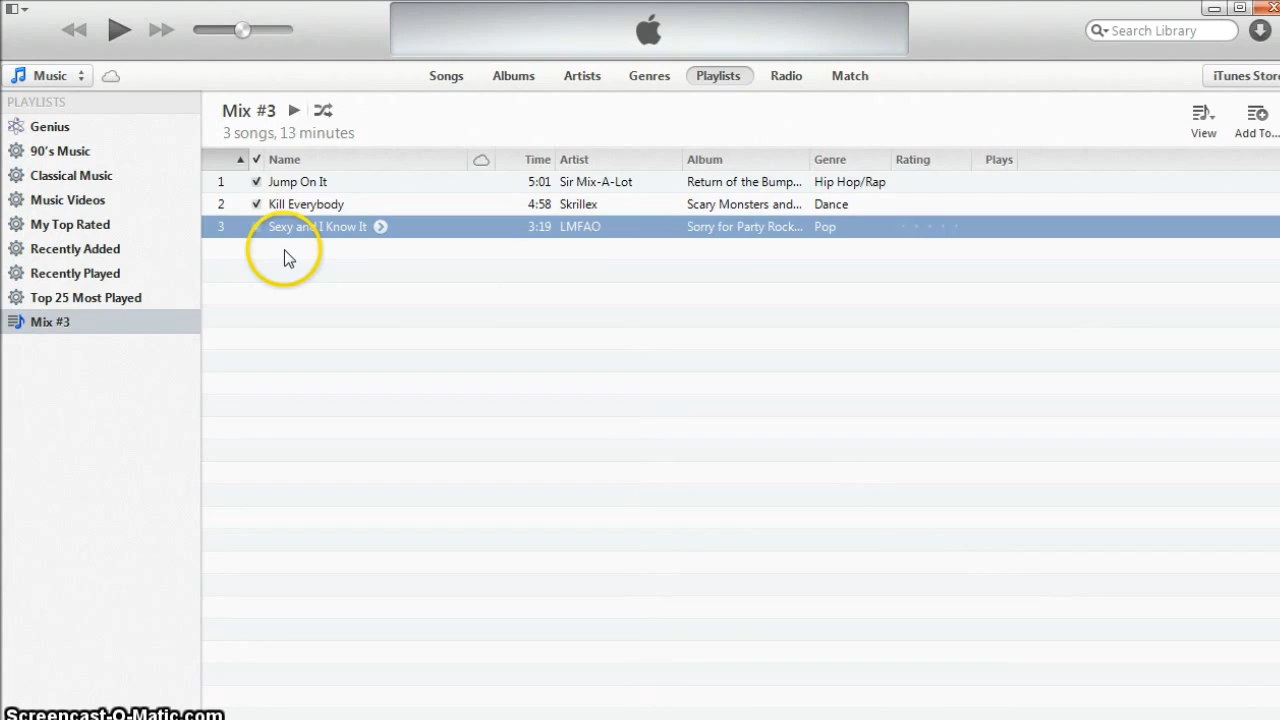 Search Library
Music
Songs
Albums
Artists
Genres
Playlists
Radio
Match
iTunes Store
PLAYLISTS
Genius
90's Music
Classical Music
Music Videos
My Top Rated
Recently Added
Recently Played
Top 25 Most Played
Mix #3
Mix #3
3 songs, 13 minutes
View
Add To...
Name Time Artist Album Genre Rating Plays
1 Jump On It 5:01 Sir Mix-A-Lot Return of the Bump... Hip Hop/Rap
2 Kill Everybody 4:58 Skrillex Scary Monsters and... Dance
3 Sexy and I Know It 3:19 LMFAO Sorry for Party Rock... Pop
Screencast-O-Matic.com